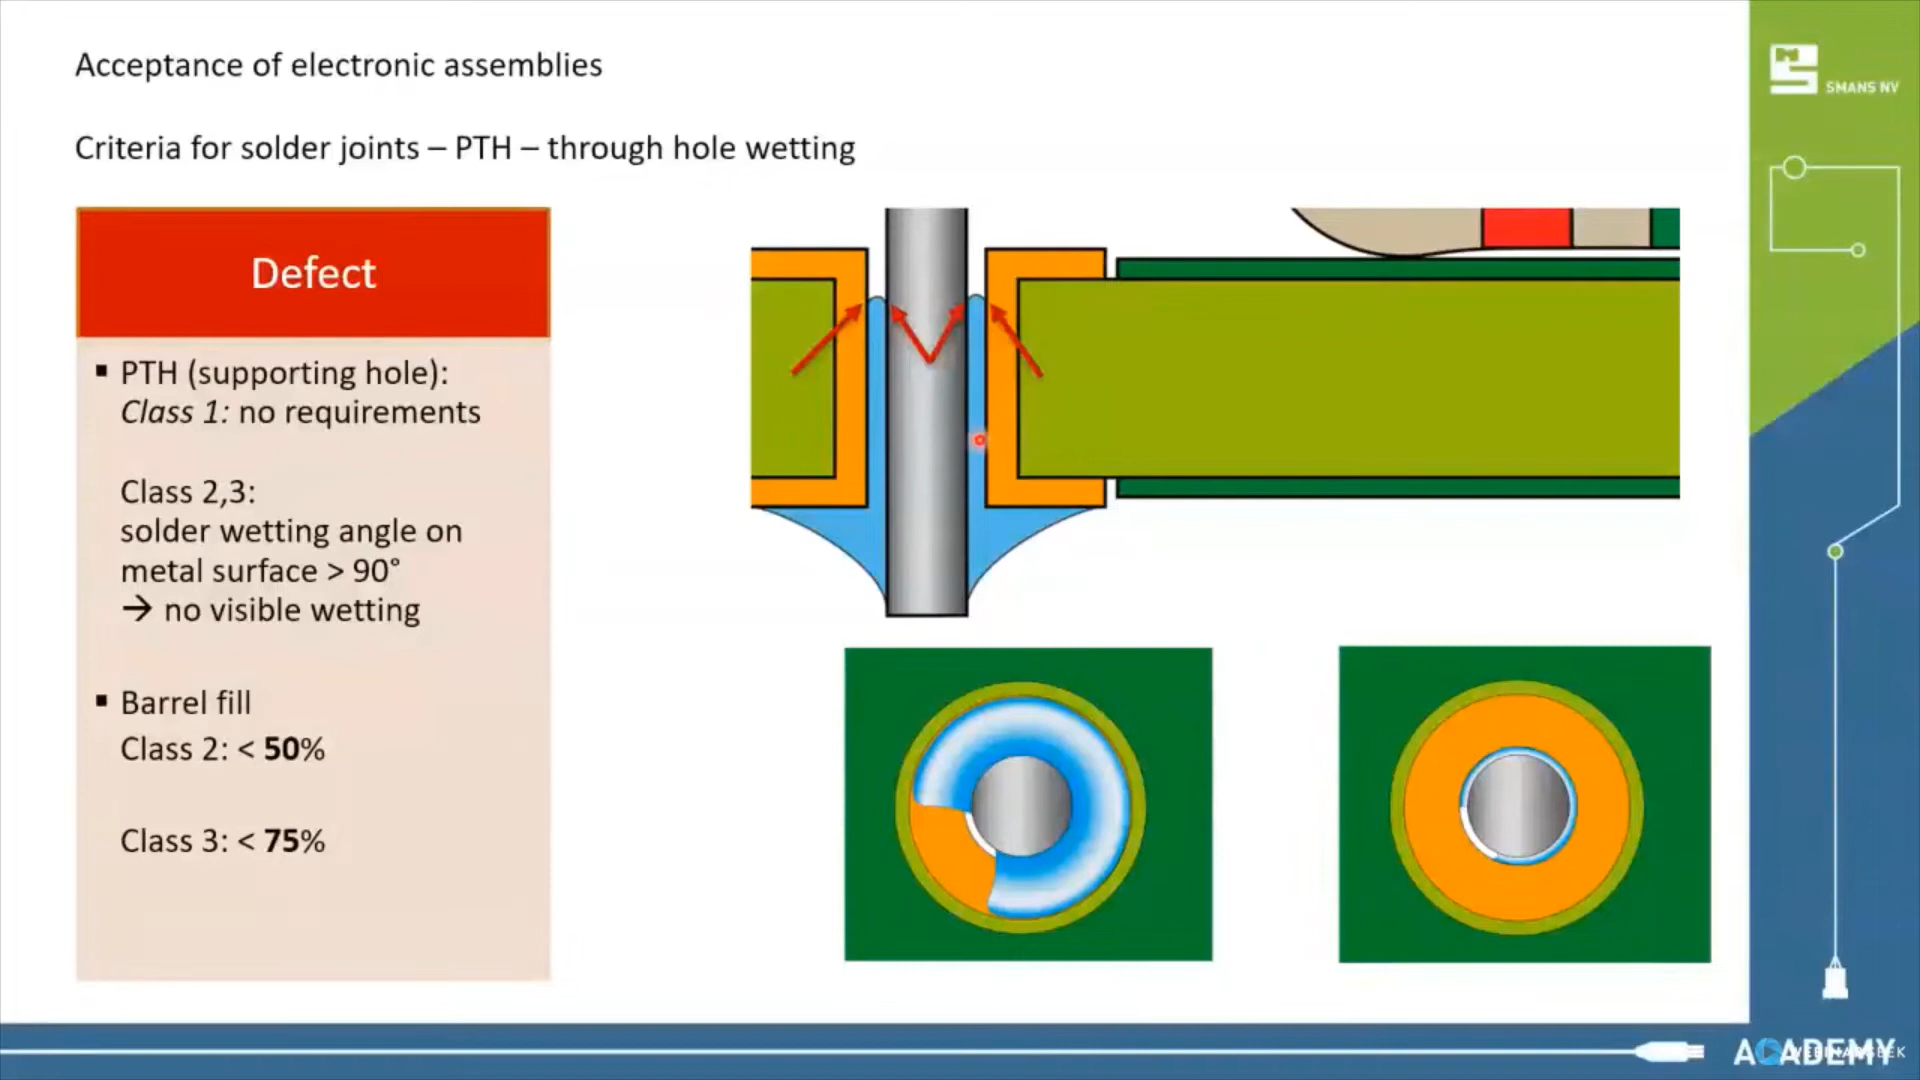 Acceptance of electronic assemblies
SMANS NV
Criteria for solder joints – PTH – through hole wetting
Defect
▪ PTH (supporting hole):
Class 1: no requirements
Class 2,3:
solder wetting angle on
metal surface > 90°
→ no visible wetting
▪ Barrel fill
Class 2: < 50%
Class 3: < 75%
ACADEMY